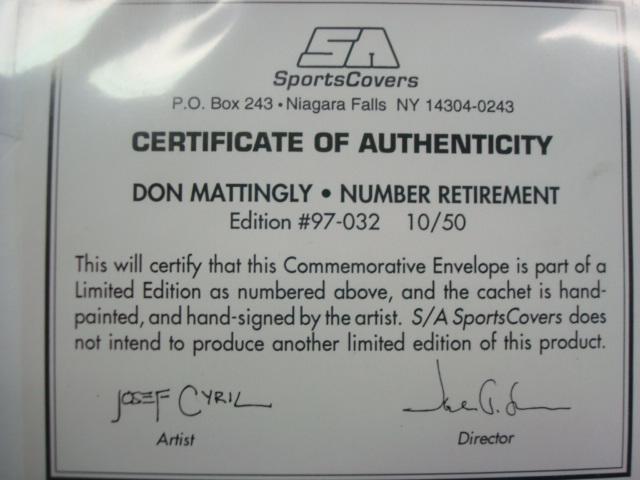 SA
SportsCovers
P.O. Box 243 • Niagara Falls NY 14304-0243
CERTIFICATE OF AUTHENTICITY
DON MATTINGLY • NUMBER RETIREMENT
Edition #97-032 10/50
This will certify that this Commemorative Envelope is part of a
Limited Edition as numbered above, and the cachet is hand-
painted, and hand-signed by the artist. S/A SportsCovers does
not intend to produce another limited edition of this product.
JOSEF CYRIL
Artist
Director